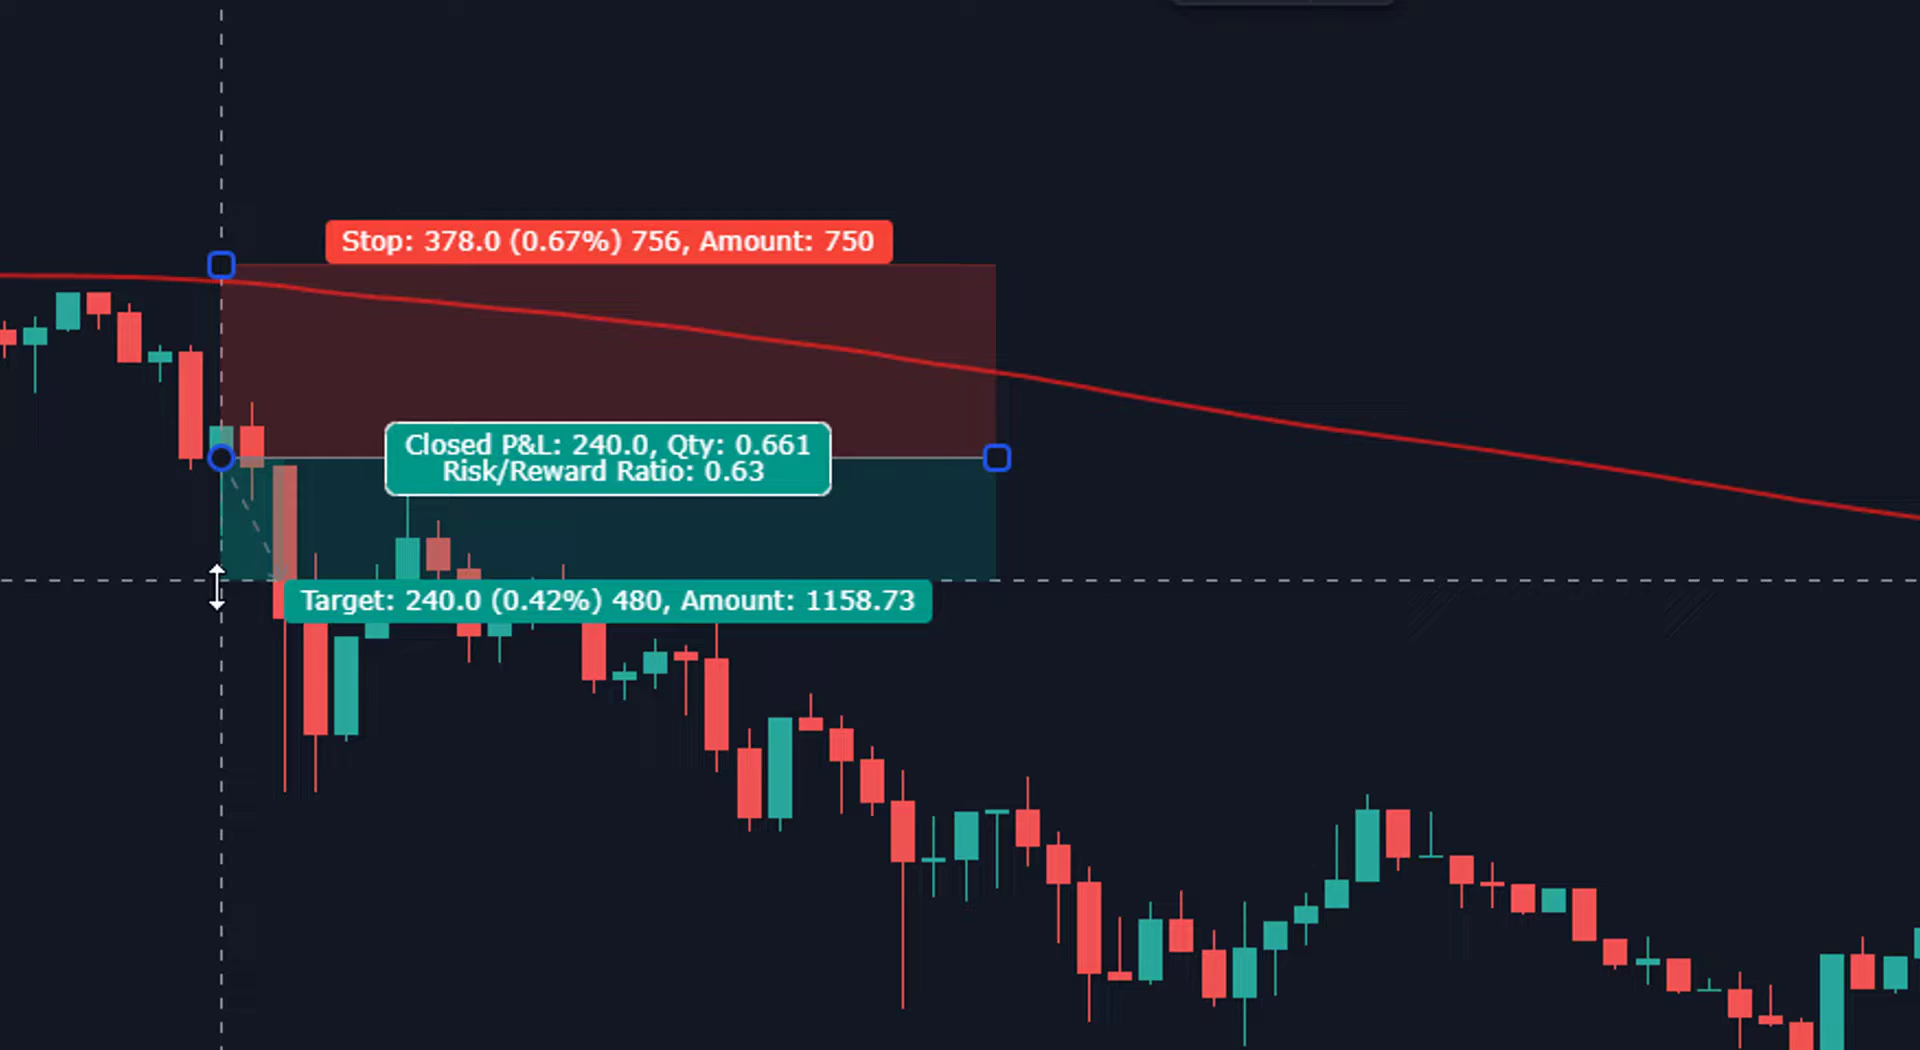 Stop: 378.0 (0.67%) 756, Amount: 750
Closed P&L: 240.0, Qty: 0.661
Risk/Reward Ratio: 0.63
Target: 240.0 (0.42%) 480, Amount: 1158.73